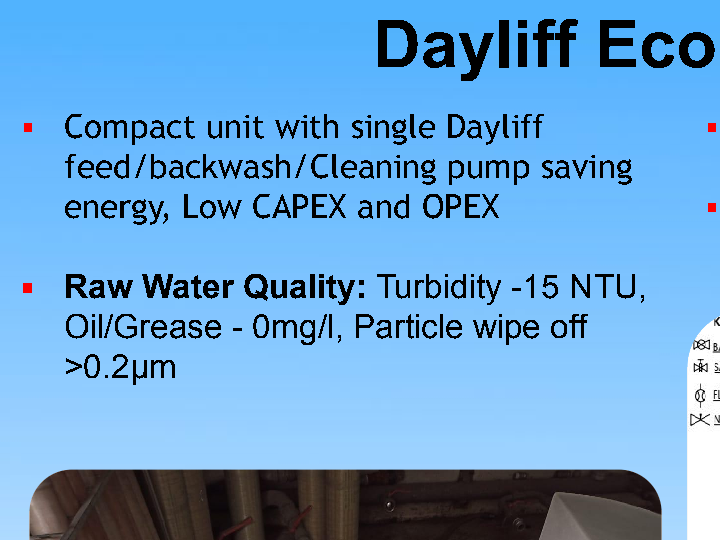 Dayliff Eco
Compact unit with single Dayliff
feed/backwash/Cleaning pump saving
energy, Low CAPEX and OPEX
Raw Water Quality: Turbidity -15 NTU,
Oil/Grease - 0mg/l, Particle wipe off
>0.2µm